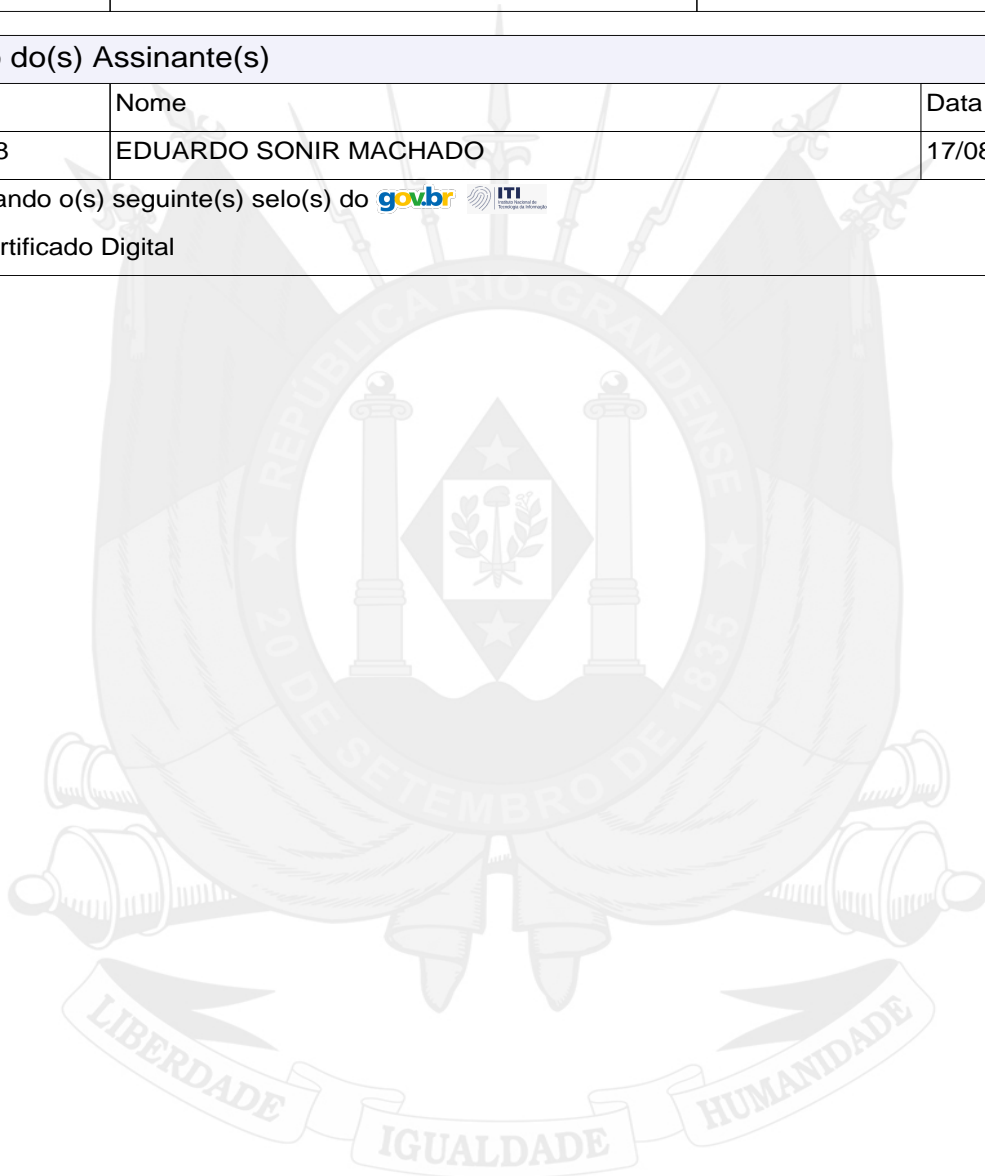 do(s) Assinante(s)
Nome Data
EDUARDO SONIR MACHADO 17/08
ando o(s) seguinte(s) selo(s) do gov.br ITI
rtificado Digital
REPÚBLICA RIO-GRANDENSE
20 DE SETEMBRO DE 1835
LIBERDADE IGUALDADE HUMANIDADE